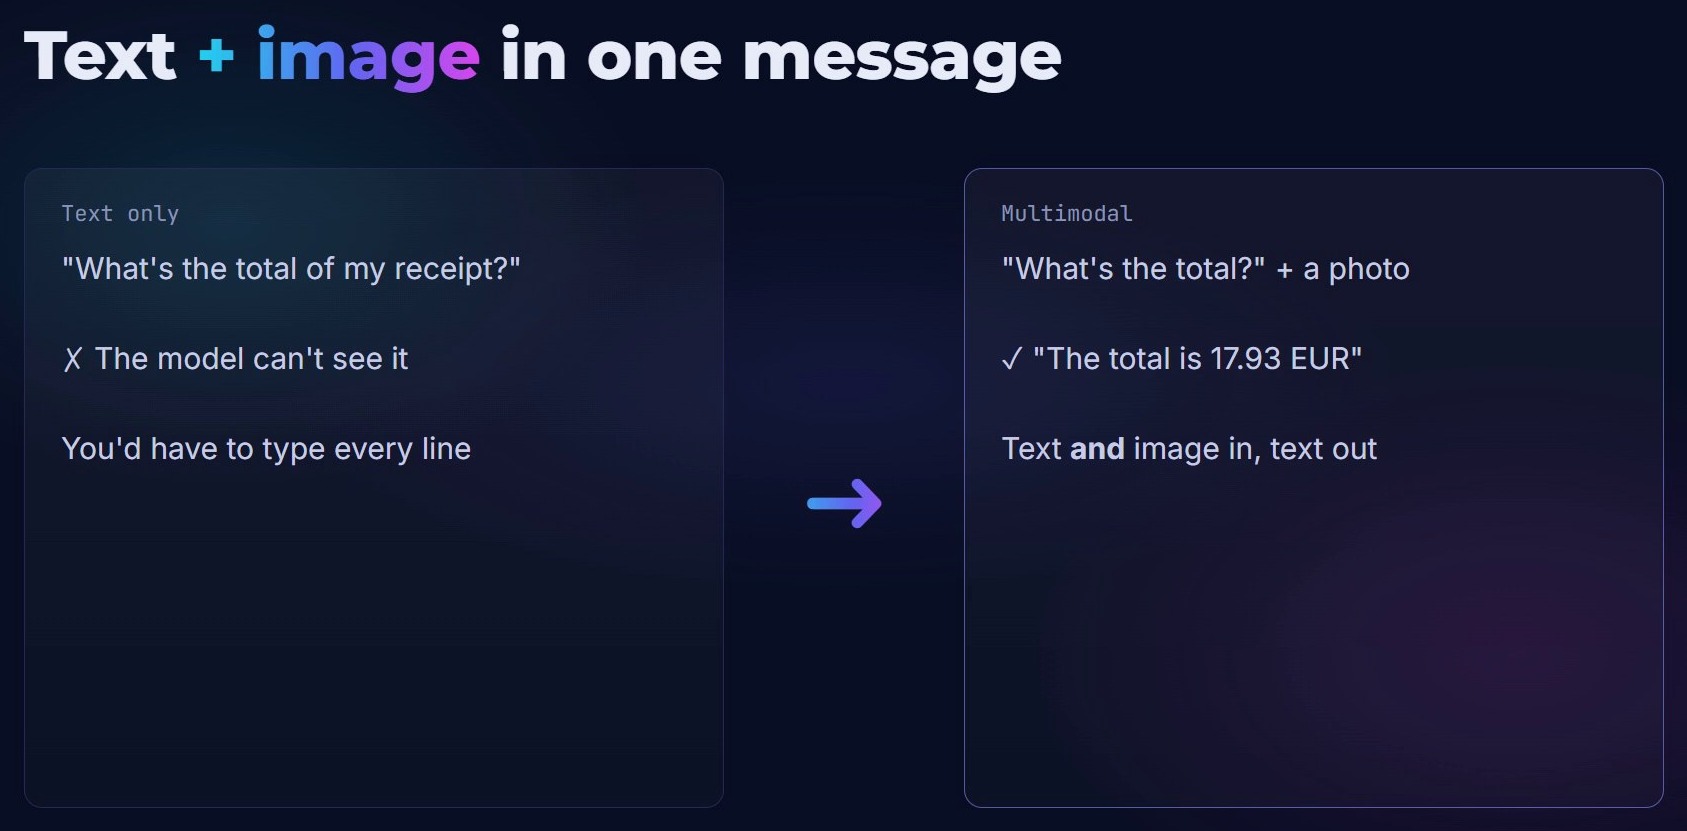 Text + image in one message
Text only
"What's the total of my receipt?"
✗ The model can't see it
You'd have to type every line
→
Multimodal
"What's the total?" + a photo
✓ "The total is 17.93 EUR"
Text and image in, text out